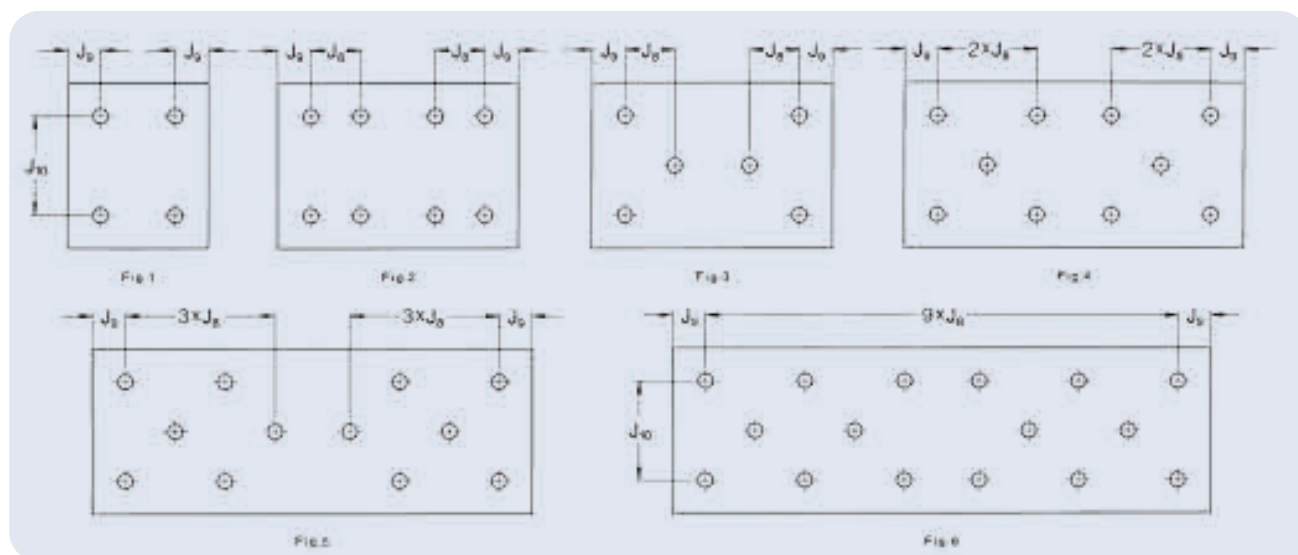 J₉ J₉ J₉ J₈ J₈ J₉ J₉ J₈ J₈ J₉ J₉ 2×J₈ 2×J₈ J₉
J₁₀
Fig.1 Fig.2 Fig.3 Fig.4
J₉ 3×J₈ 3×J₈ J₉ J₉ 9×J₈ J₉
J₁₀
Fig.5 Fig.6